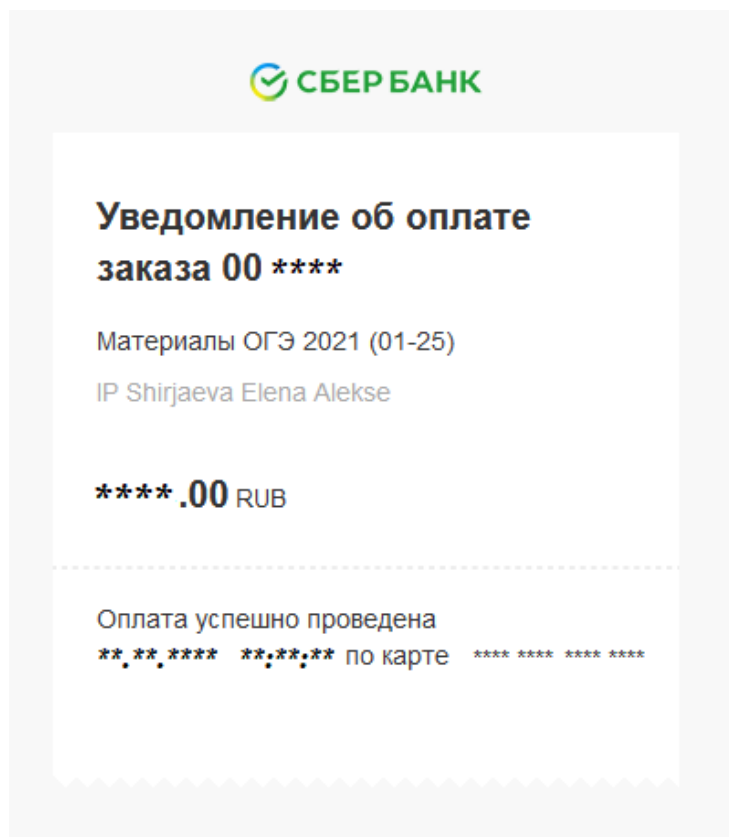 СБЕР БАНК
Уведомление об оплате
заказа 00 ****
Материалы ОГЭ 2021 (01-25)
IP Shirjaeva Elena Alekse
****.00 RUB
Оплата успешно проведена
**.**.**** **:**:** по карте **** **** **** ****